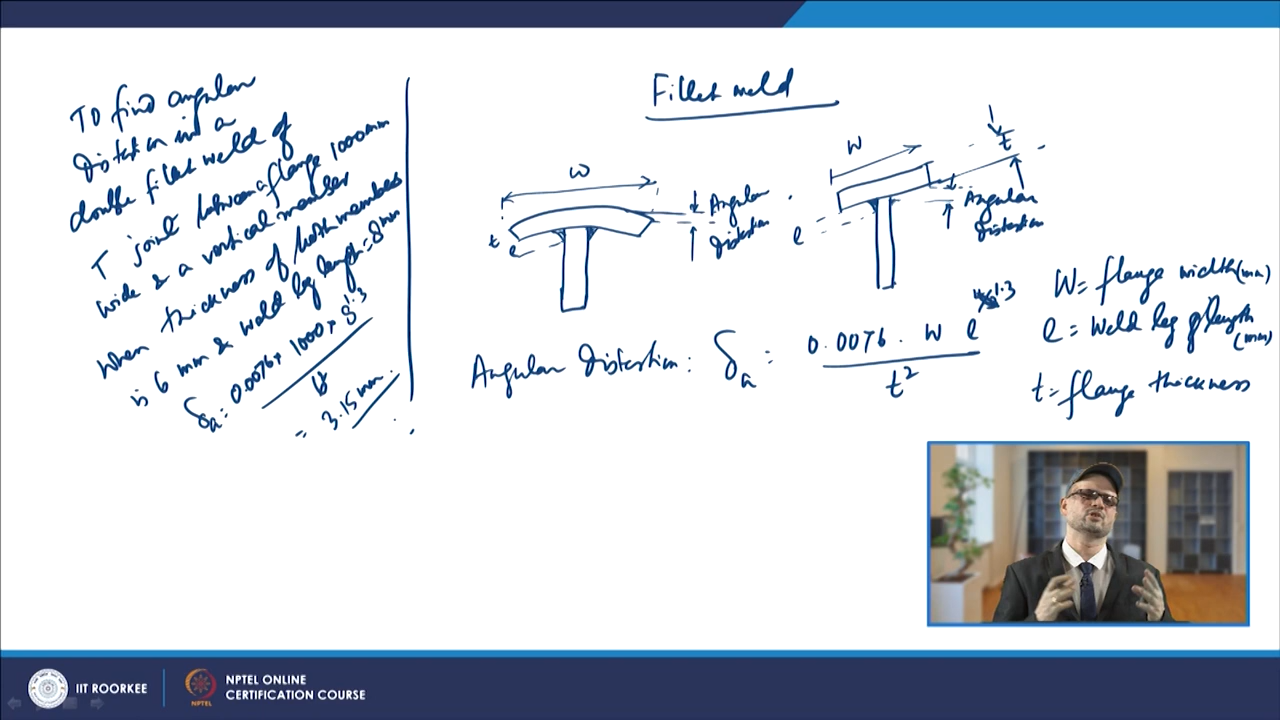 To find angular
Distortion in a
double fillet weld of
T joint between a flange 1000mm
wide & a vertical member
When thickness of both members
is 6 mm & weld leg length = 8mm
δa = 0.0076 × 1000 × 8^1.3
= 3.15 mm
Fillet weld
W
t
e
Angular
Distortion
W
t
e
Angular
Distortion
Angular Distortion: δa = 0.0076 . W e^1.3
t²
W = flange width (mm)
e = Weld leg length
(mm)
t = flange thickness
IIT ROORKEE
NPTEL
NPTEL ONLINE
CERTIFICATION COURSE